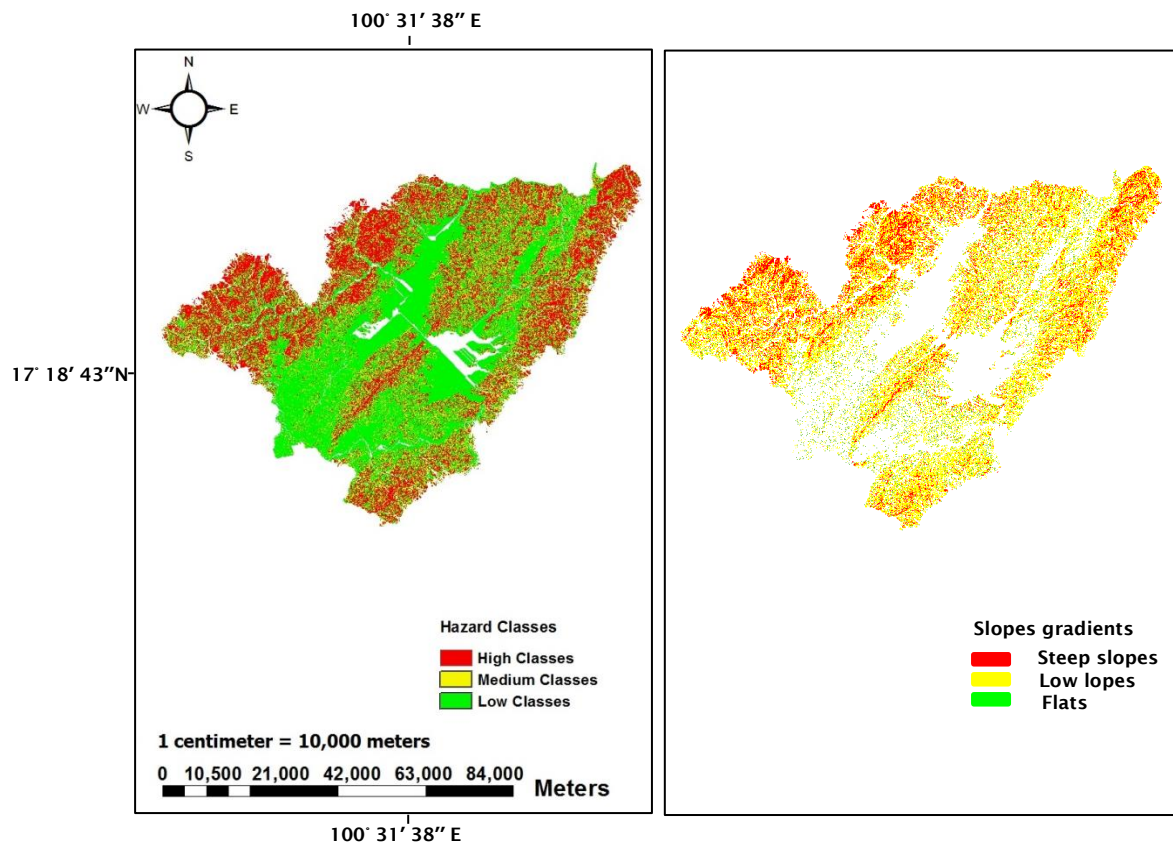 100° 31' 38" E
N
W E
S
17° 18' 43"N
Hazard Classes
High Classes
Medium Classes
Low Classes
1 centimeter = 10,000 meters
0 10,500 21,000 42,000 63,000 84,000
Meters
100° 31' 38" E
Slopes gradients
Steep slopes
Low lopes
Flats